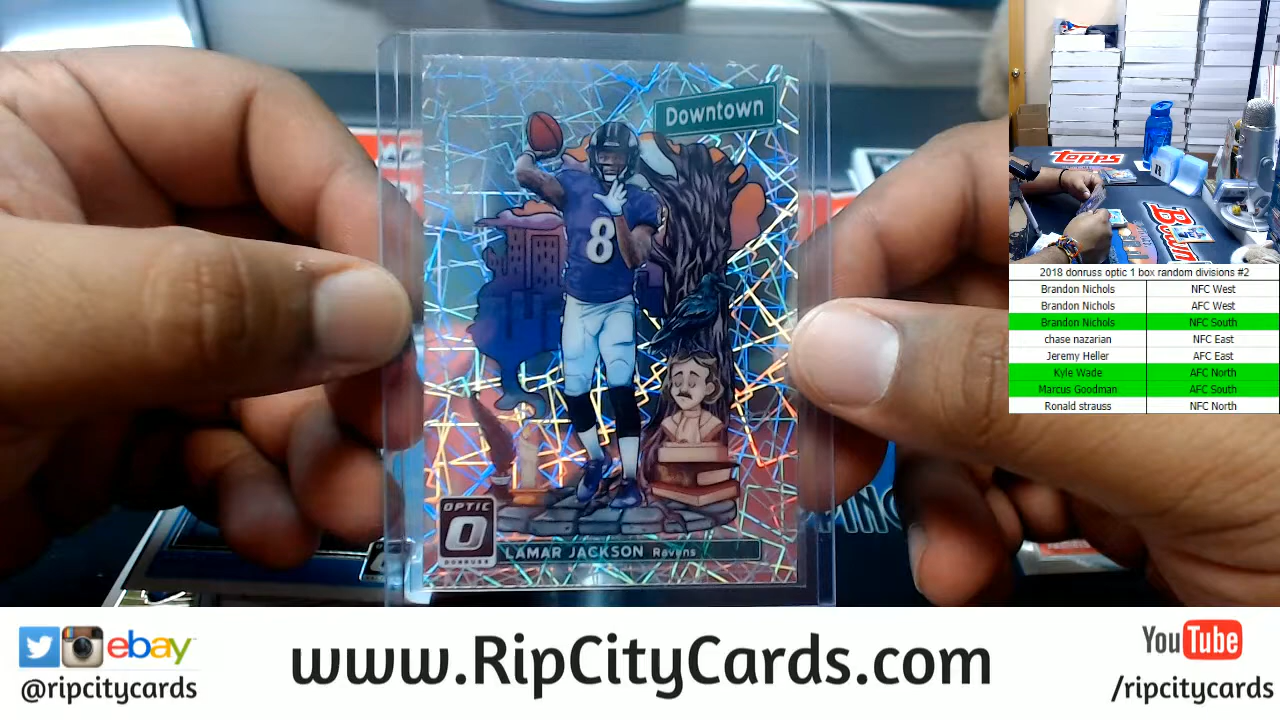 Downtown
8
OPTIC
O
DONRUSS
LAMAR JACKSON Ravens
TOPPS
2018 donruss optic 1 box random divisions #2
Brandon Nichols NFC West
Brandon Nichols AFC West
Brandon Nichols NFC South
chase nazarian NFC East
Jeremy Heller AFC East
Kyle Wade AFC North
Marcus Goodman AFC South
Ronald strauss NFC North
ebay
@ripcitycards
www.RipCityCards.com
YouTube
/ripcitycards